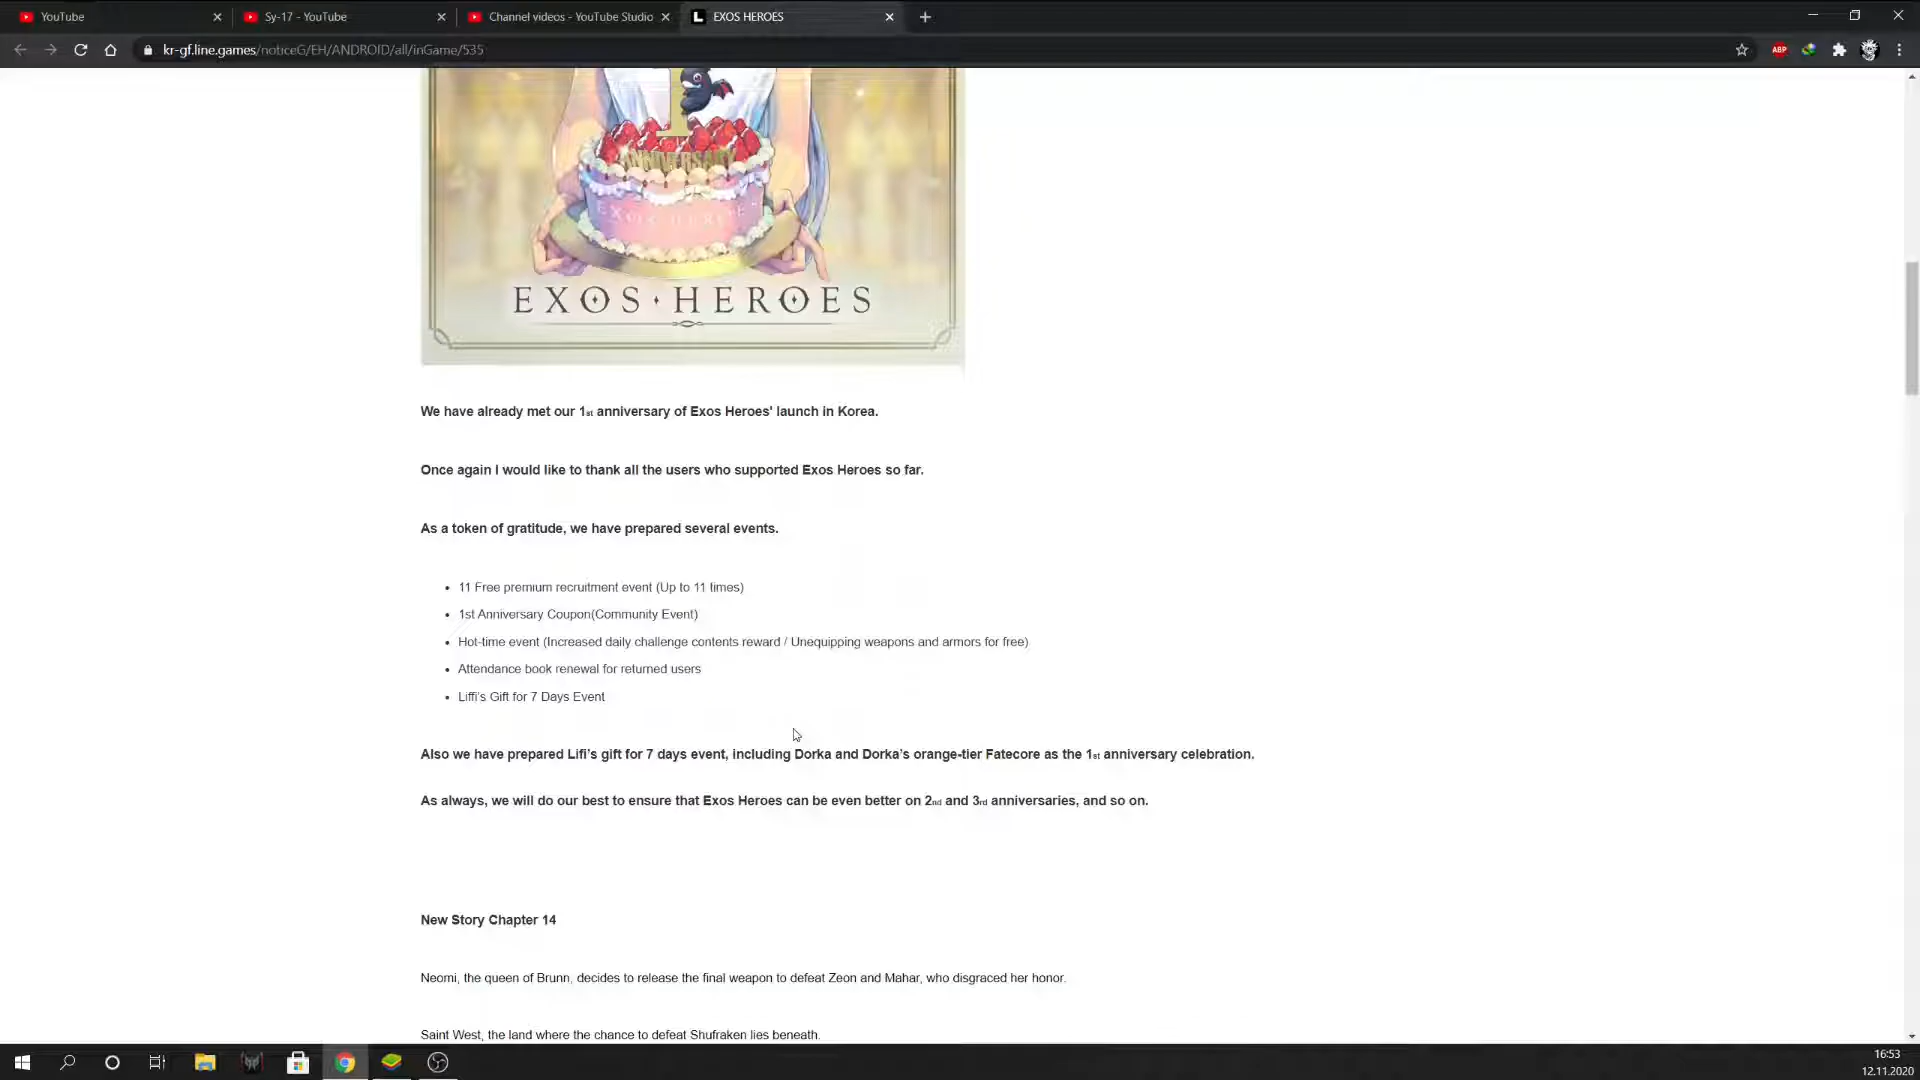 YouTube
Sy-17 - YouTube
Channel videos - YouTube Studio
EXOS HEROES
kr-gf.line.games/noticeG/EH/ANDROID/all/inGame/535
ABP
1
ANNIVERSARY
EXOS HEROES
EXOS·HEROES
We have already met our 1st anniversary of Exos Heroes' launch in Korea.
Once again I would like to thank all the users who supported Exos Heroes so far.
As a token of gratitude, we have prepared several events.
• 11 Free premium recruitment event (Up to 11 times)
• 1st Anniversary Coupon(Community Event)
• Hot-time event (Increased daily challenge contents reward / Unequipping weapons and armors for free)
• Attendance book renewal for returned users
• Liffi's Gift for 7 Days Event
Also we have prepared Lifi's gift for 7 days event, including Dorka and Dorka's orange-tier Fatecore as the 1st anniversary celebration.
As always, we will do our best to ensure that Exos Heroes can be even better on 2nd and 3rd anniversaries, and so on.
New Story Chapter 14
Neomi, the queen of Brunn, decides to release the final weapon to defeat Zeon and Mahar, who disgraced her honor.
Saint West, the land where the chance to defeat Shufraken lies beneath.
16:53
12.11.2020